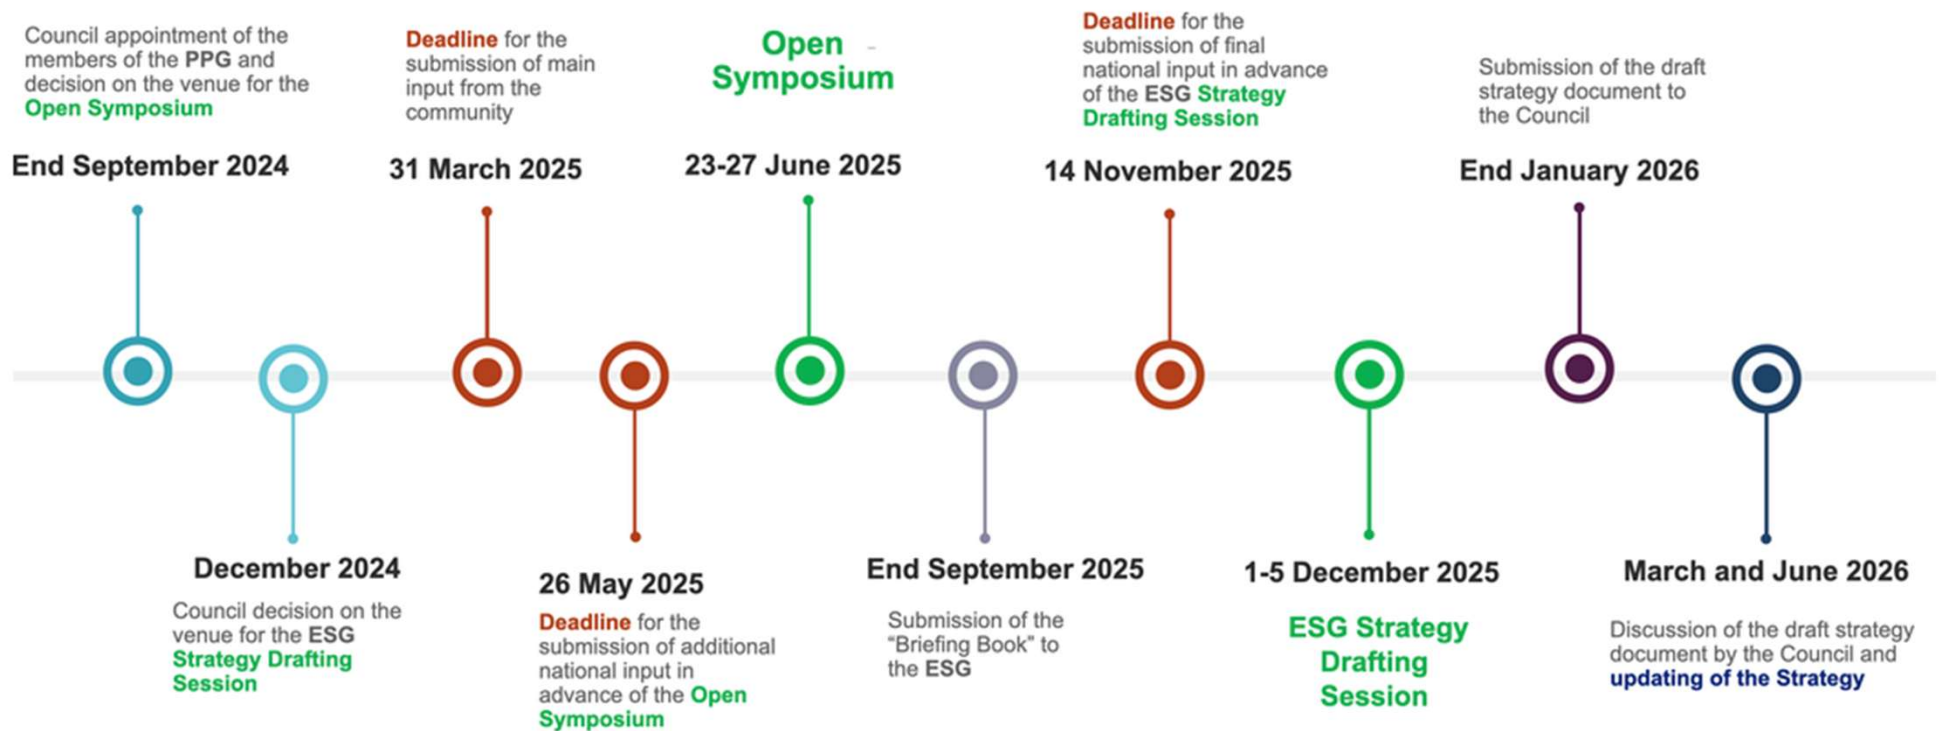 Council appointment of the
members of the PPG and
decision on the venue for the
Open Symposium
End September 2024
December 2024
Council decision on the
venue for the ESG
Strategy Drafting
Session
Deadline for the
submission of main
input from the
community
31 March 2025
26 May 2025
Deadline for the
submission of additional
national input in
advance of the Open
Symposium
Open
Symposium
23-27 June 2025
End September 2025
Submission of the
“Briefing Book” to
the ESG
Deadline for the
submission of final
national input in advance
of the ESG Strategy
Drafting Session
14 November 2025
1-5 December 2025
ESG Strategy
Drafting
Session
Submission of the draft
strategy document to
the Council
End January 2026
March and June 2026
Discussion of the draft strategy
document by the Council and
updating of the Strategy